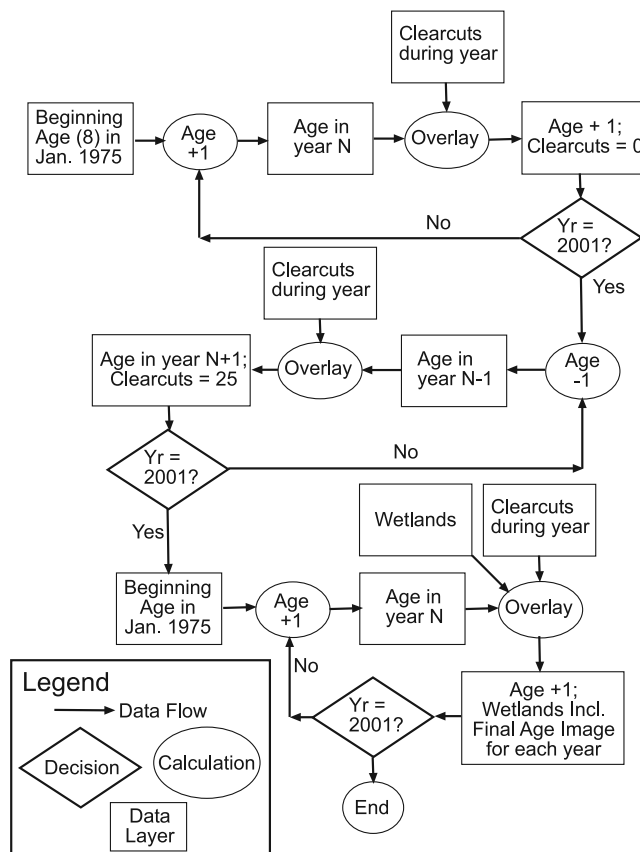 Clearcuts
during year
Beginning
Age (8) in
Jan. 1975
Age
+1
Age in
year N
Overlay
Age + 1;
Clearcuts = 0
No
Yr =
2001?
Yes
Clearcuts
during year
Age in year N+1;
Clearcuts = 25
Overlay
Age in
year N-1
Age
-1
Yr =
2001?
No
Yes
Wetlands
Clearcuts
during year
Beginning
Age in
Jan. 1975
Age
+1
Age in
year N
Overlay
No
Yr =
2001?
Age +1;
Wetlands Incl.
Final Age Image
for each year
End
Legend
Data Flow
Decision
Calculation
Data
Layer